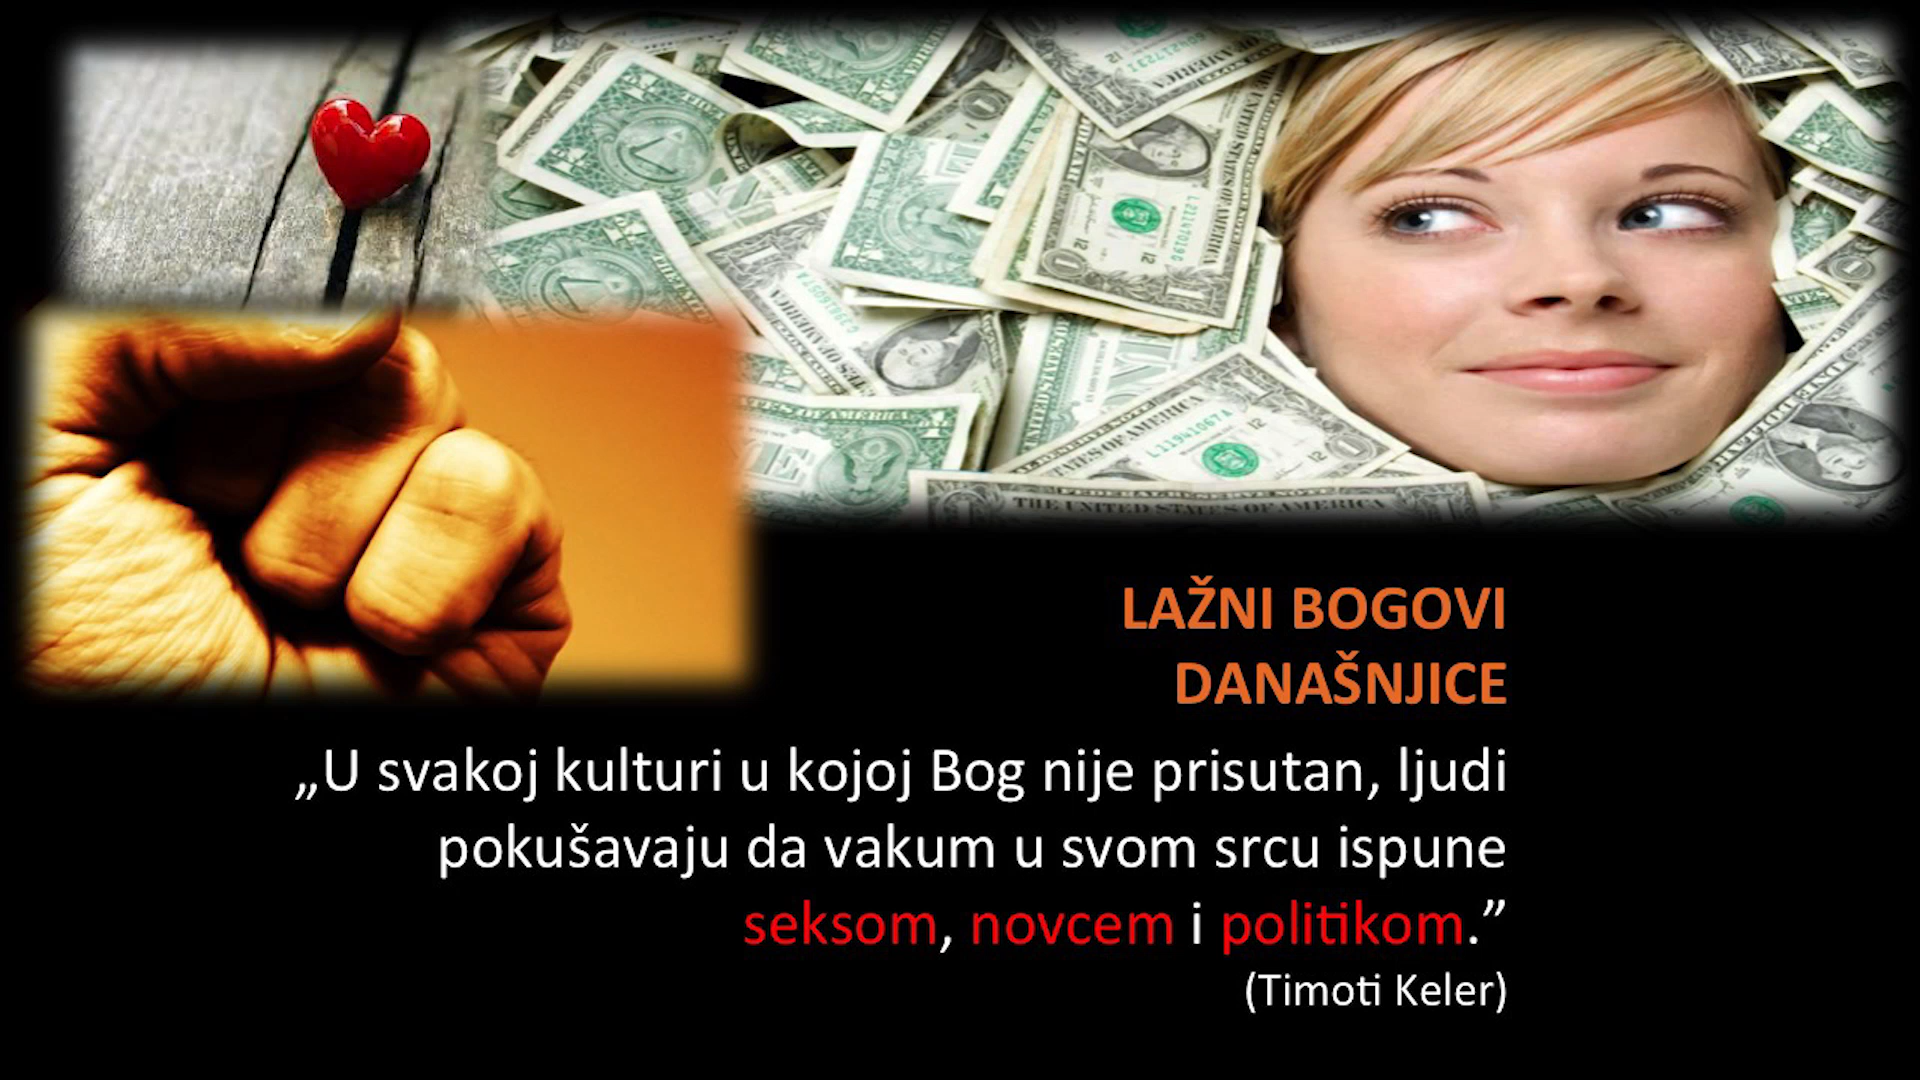 LAŽNI BOGOVI
DANAŠNJICE
„U svakoj kulturi u kojoj Bog nije prisutan, ljudi
pokušavaju da vakum u svom srcu ispune
seksom, novcem i politikom.”
(Timoti Keler)